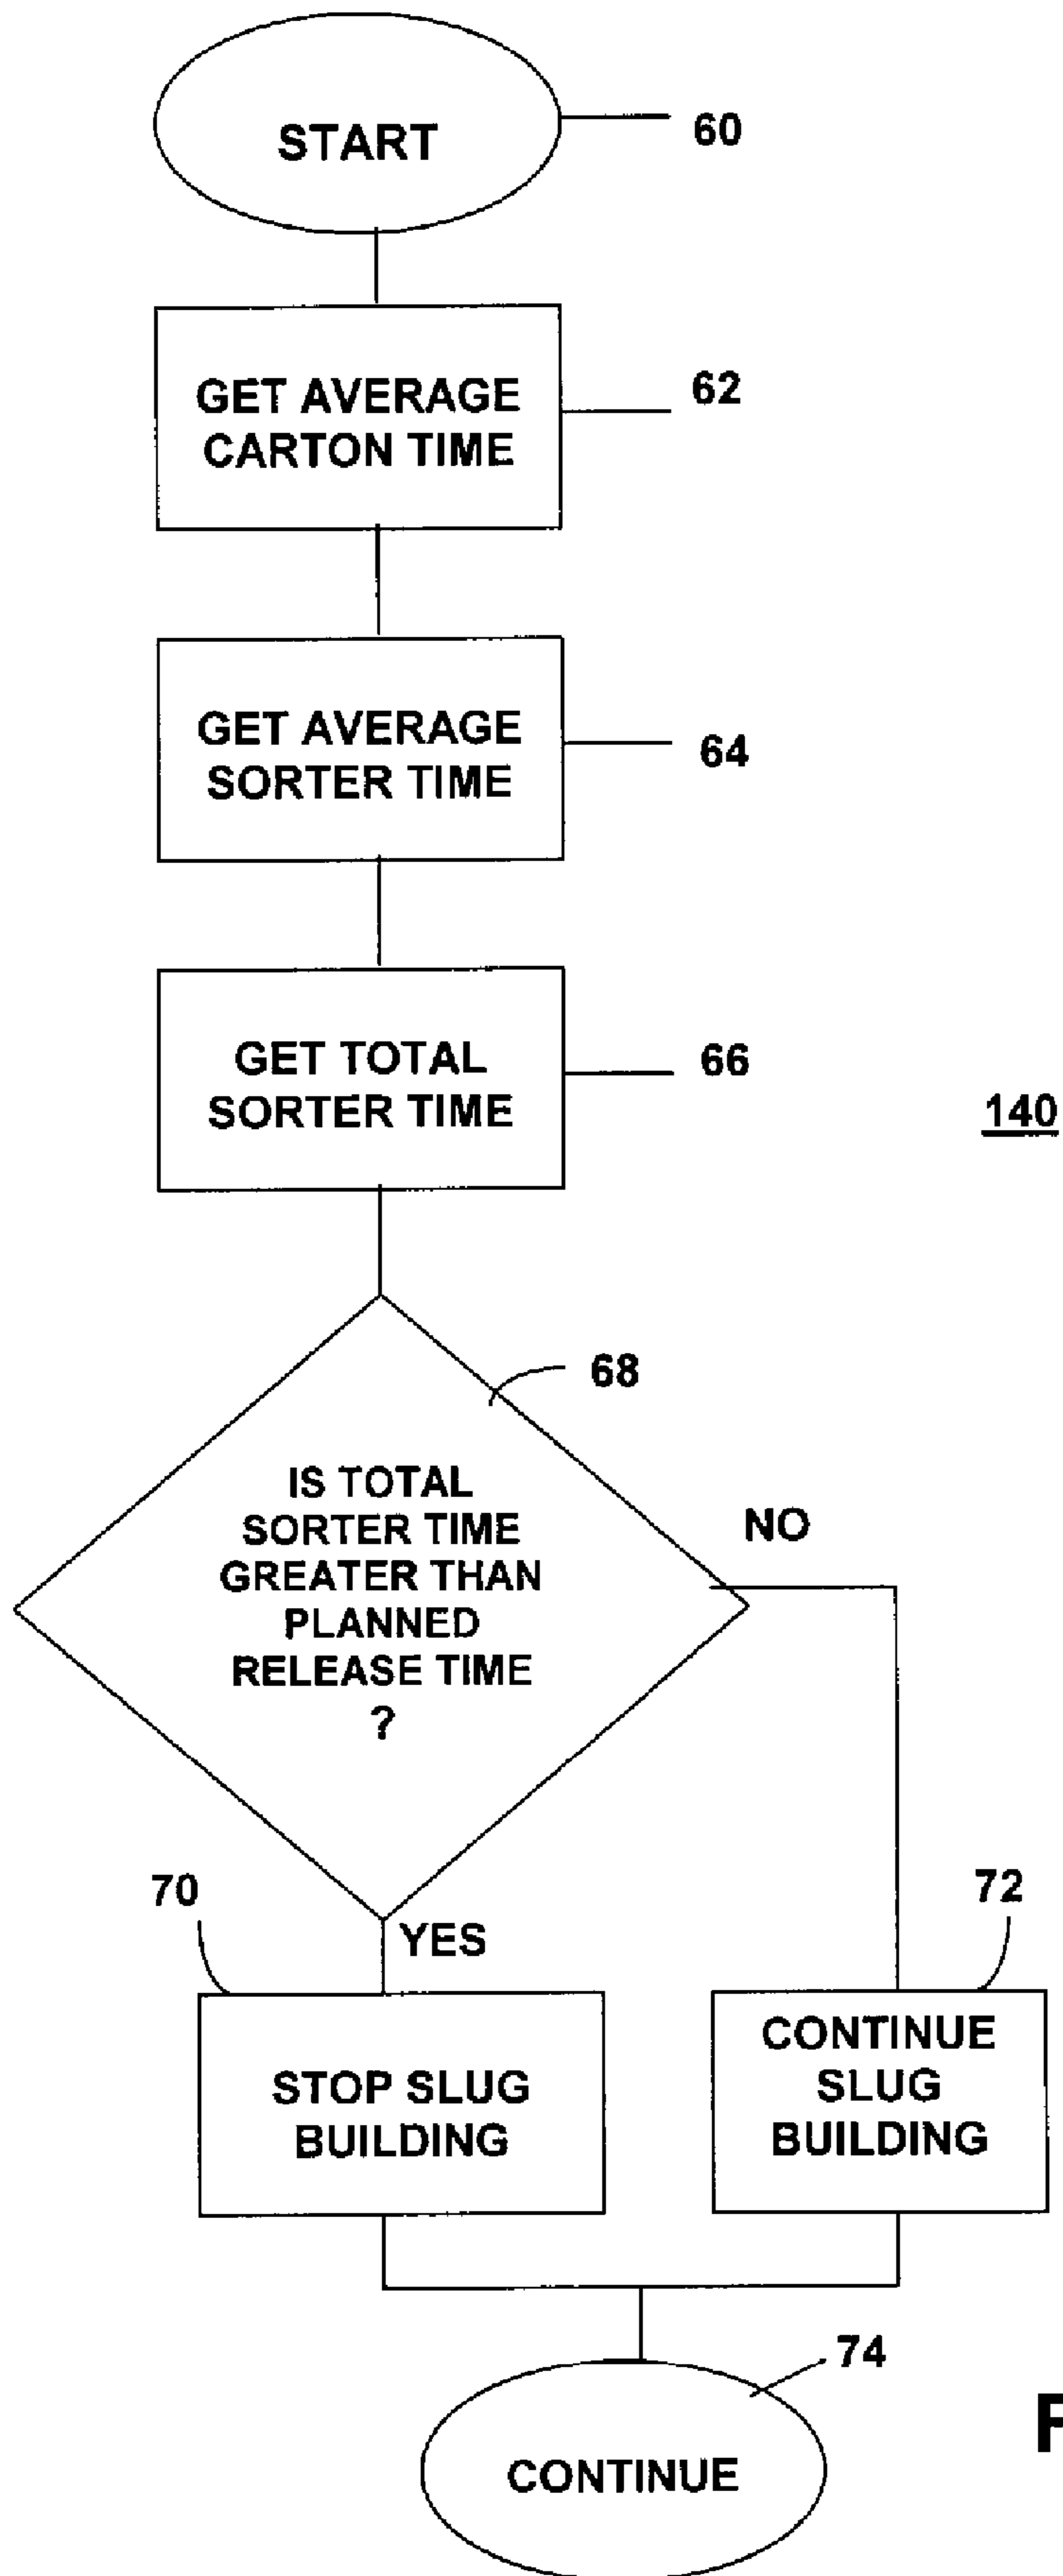 START
60
GET AVERAGE
CARTON TIME
62
GET AVERAGE
SORTER TIME
64
GET TOTAL
SORTER TIME
66
140
68
IS TOTAL
SORTER TIME
GREATER THAN
PLANNED
RELEASE TIME
?
NO
70
YES
72
STOP SLUG
BUILDING
CONTINUE
SLUG
BUILDING
74
CONTINUE